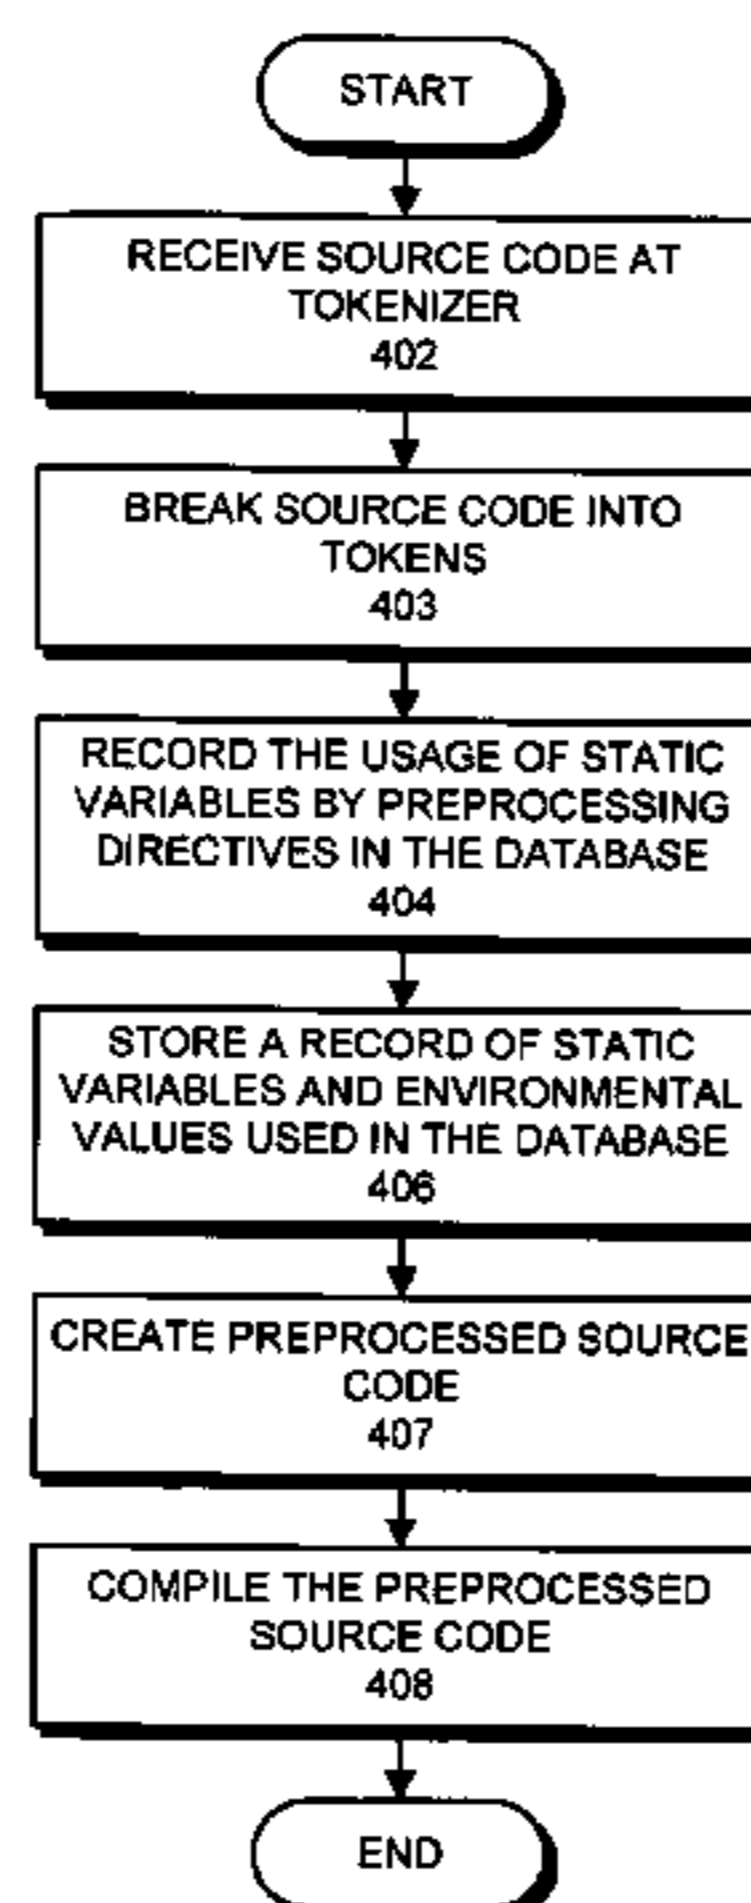 START
RECEIVE SOURCE CODE AT
TOKENIZER
402
BREAK SOURCE CODE INTO
TOKENS
403
RECORD THE USAGE OF STATIC
VARIABLES BY PREPROCESSING
DIRECTIVES IN THE DATABASE
404
STORE A RECORD OF STATIC
VARIABLES AND ENVIRONMENTAL
VALUES USED IN THE DATABASE
406
CREATE PREPROCESSED SOURCE
CODE
407
COMPILE THE PREPROCESSED
SOURCE CODE
408
END